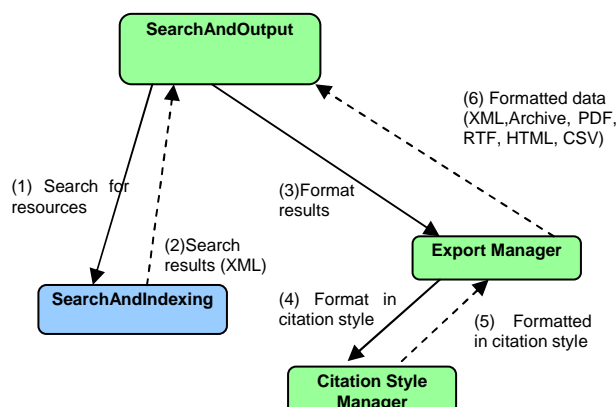 SearchAndOutput
(6) Formatted data
(XML,Archive, PDF,
RTF, HTML, CSV)
(1) Search for
resources
(3)Format
results
(2)Search
results (XML)
Export Manager
SearchAndIndexing
(4) Format in
citation style
(5) Formatted
in citation style
Citation Style
Manager